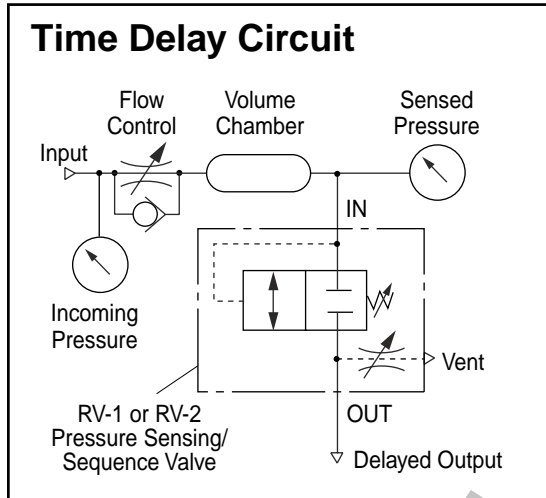 Time Delay Circuit
Flow
Control
Volume
Chamber
Sensed
Pressure
Input
IN
Incoming
Pressure
Vent
RV-1 or RV-2
Pressure Sensing/
Sequence Valve
OUT
Delayed Output